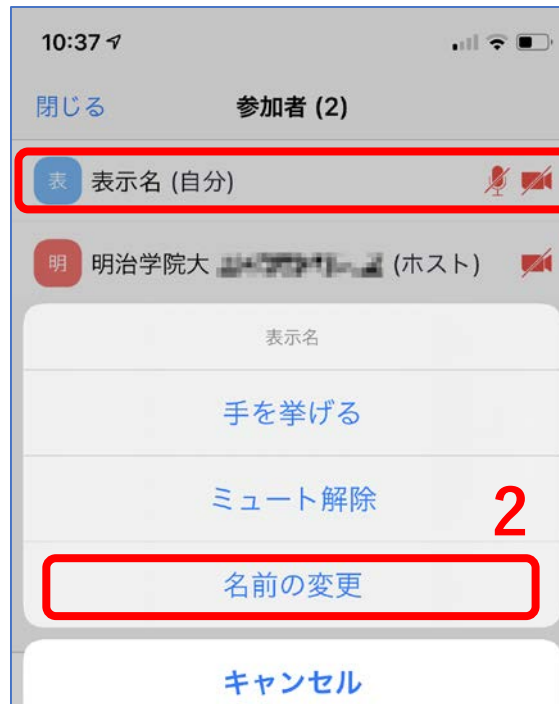 10:37
閉じる 参加者 (2)
表 表示名 (自分)
明 明治学院大 (ホスト)
表示名
手を挙げる
ミュート解除
2
名前の変更
キャンセル